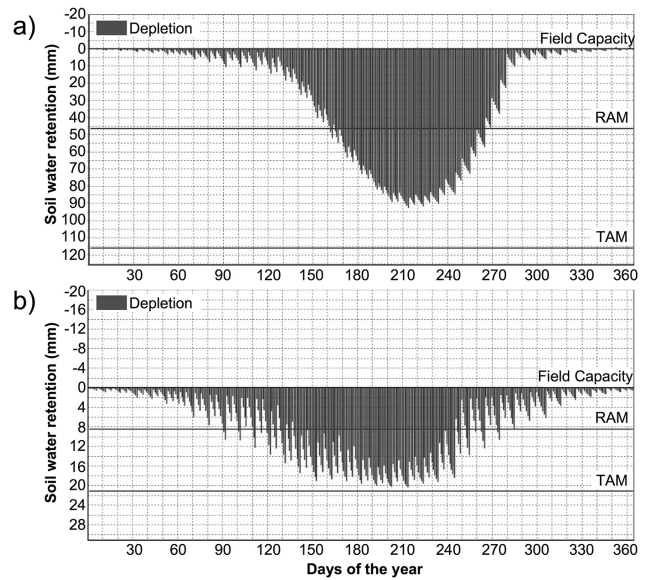 a)
Soil water retention (mm)
-20
-10
0
10
20
30
40
50
60
70
80
90
100
110
120
Depletion
Field Capacity
RAM
TAM
30 60 90 120 150 180 210 240 270 300 330 360
b)
Soil water retention (mm)
-20
-16
-12
-8
-4
0
4
8
12
16
20
24
28
Depletion
Field Capacity
RAM
TAM
30 60 90 120 150 180 210 240 270 300 330 360
Days of the year